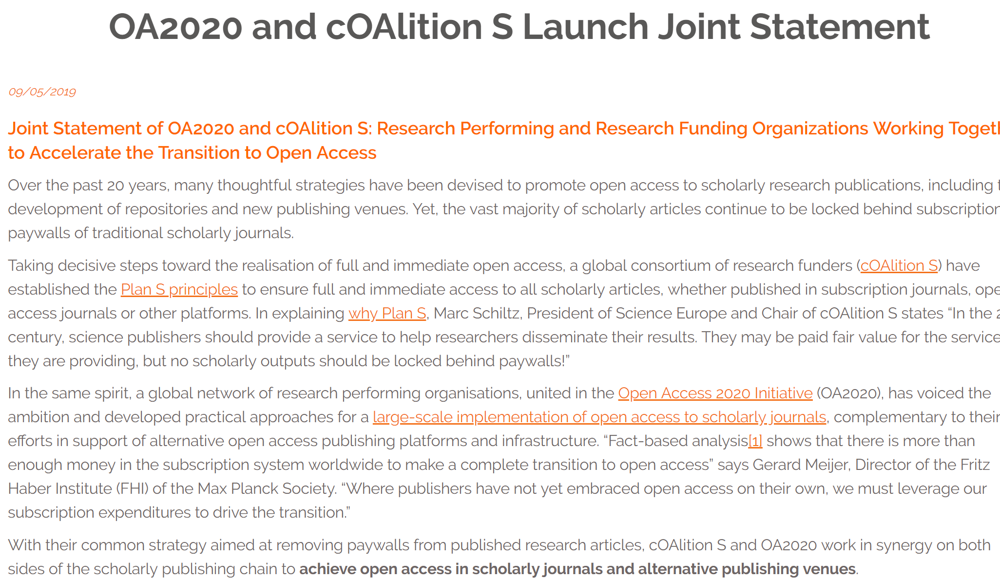 OA2020 and cOAlition S Launch Joint Statement
09/05/2019
Joint Statement of OA2020 and cOAlition S: Research Performing and Research Funding Organizations Working
to Accelerate the Transition to Open Access
Over the past 20 years, many thoughtful strategies have been devised to promote open access to scholarly research publications, including
development of repositories and new publishing venues. Yet, the vast majority of scholarly articles continue to be locked behind subscription
paywalls of traditional scholarly journals.
Taking decisive steps toward the realisation of full and immediate open access, a global consortium of research funders (cOAlition S) have
established the Plan S principles to ensure full and immediate access to all scholarly articles, whether published in subscription journals,
access journals or other platforms. In explaining why Plan S, Marc Schiltz, President of Science Europe and Chair of cOAlition S states “In the
century, science publishers should provide a service to help researchers disseminate their results. They may be paid fair value for the service
they are providing, but no scholarly outputs should be locked behind paywalls!”
In the same spirit, a global network of research performing organisations, united in the Open Access 2020 Initiative (OA2020), has voiced the
ambition and developed practical approaches for a large-scale implementation of open access to scholarly journals, complementary to their
efforts in support of alternative open access publishing platforms and infrastructure. “Fact-based analysis[1] shows that there is more than
enough money in the subscription system worldwide to make a complete transition to open access” says Gerard Meijer, Director of the Fritz
Haber Institute (FHI) of the Max Planck Society. “Where publishers have not yet embraced open access on their own, we must leverage our
subscription expenditures to drive the transition.”
With their common strategy aimed at removing paywalls from published research articles, cOAlition S and OA2020 work in synergy on both
sides of the scholarly publishing chain to achieve open access in scholarly journals and alternative publishing venues.